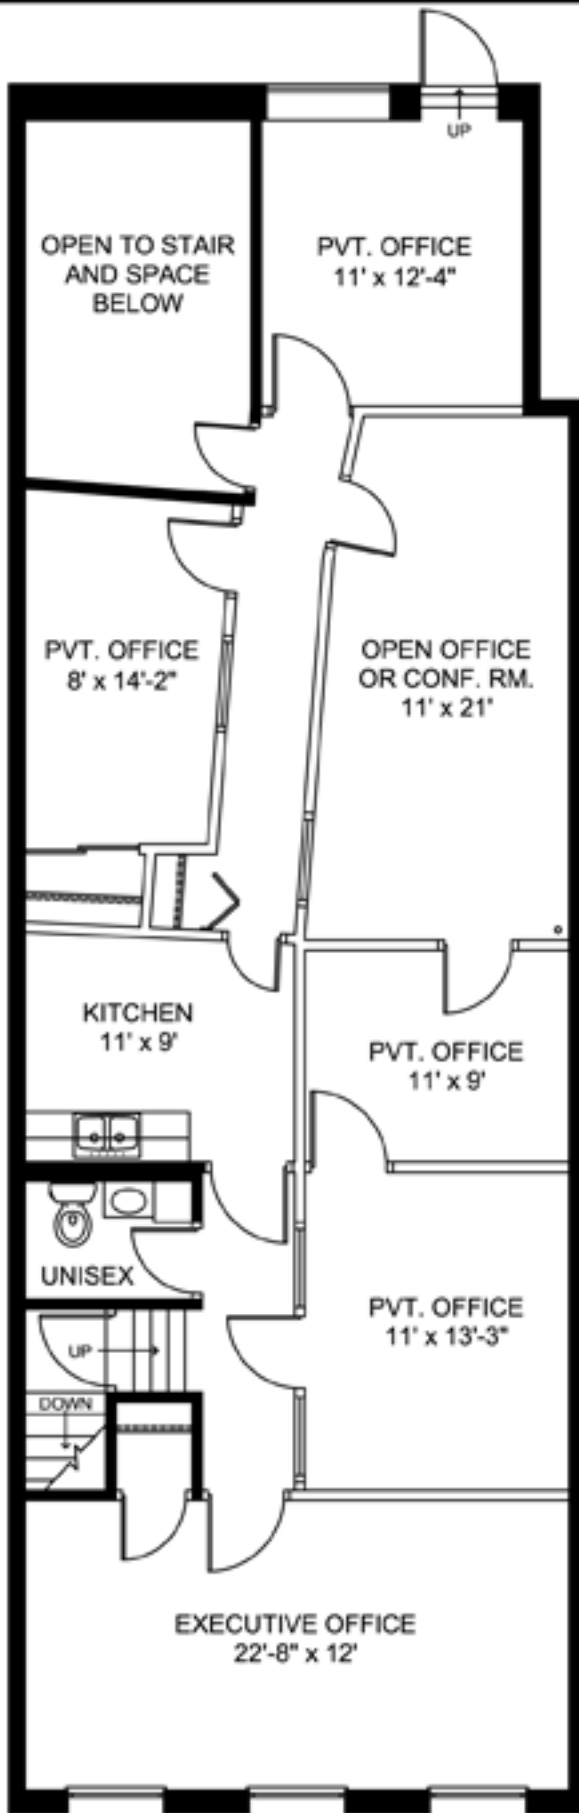 UP
OPEN TO STAIR
AND SPACE
BELOW
PVT. OFFICE
11' x 12'-4"
PVT. OFFICE
8' x 14'-2"
OPEN OFFICE
OR CONF. RM.
11' x 21'
KITCHEN
11' x 9'
PVT. OFFICE
11' x 9'
UNISEX
PVT. OFFICE
11' x 13'-3"
UP
DOWN
EXECUTIVE OFFICE
22'-8" x 12'